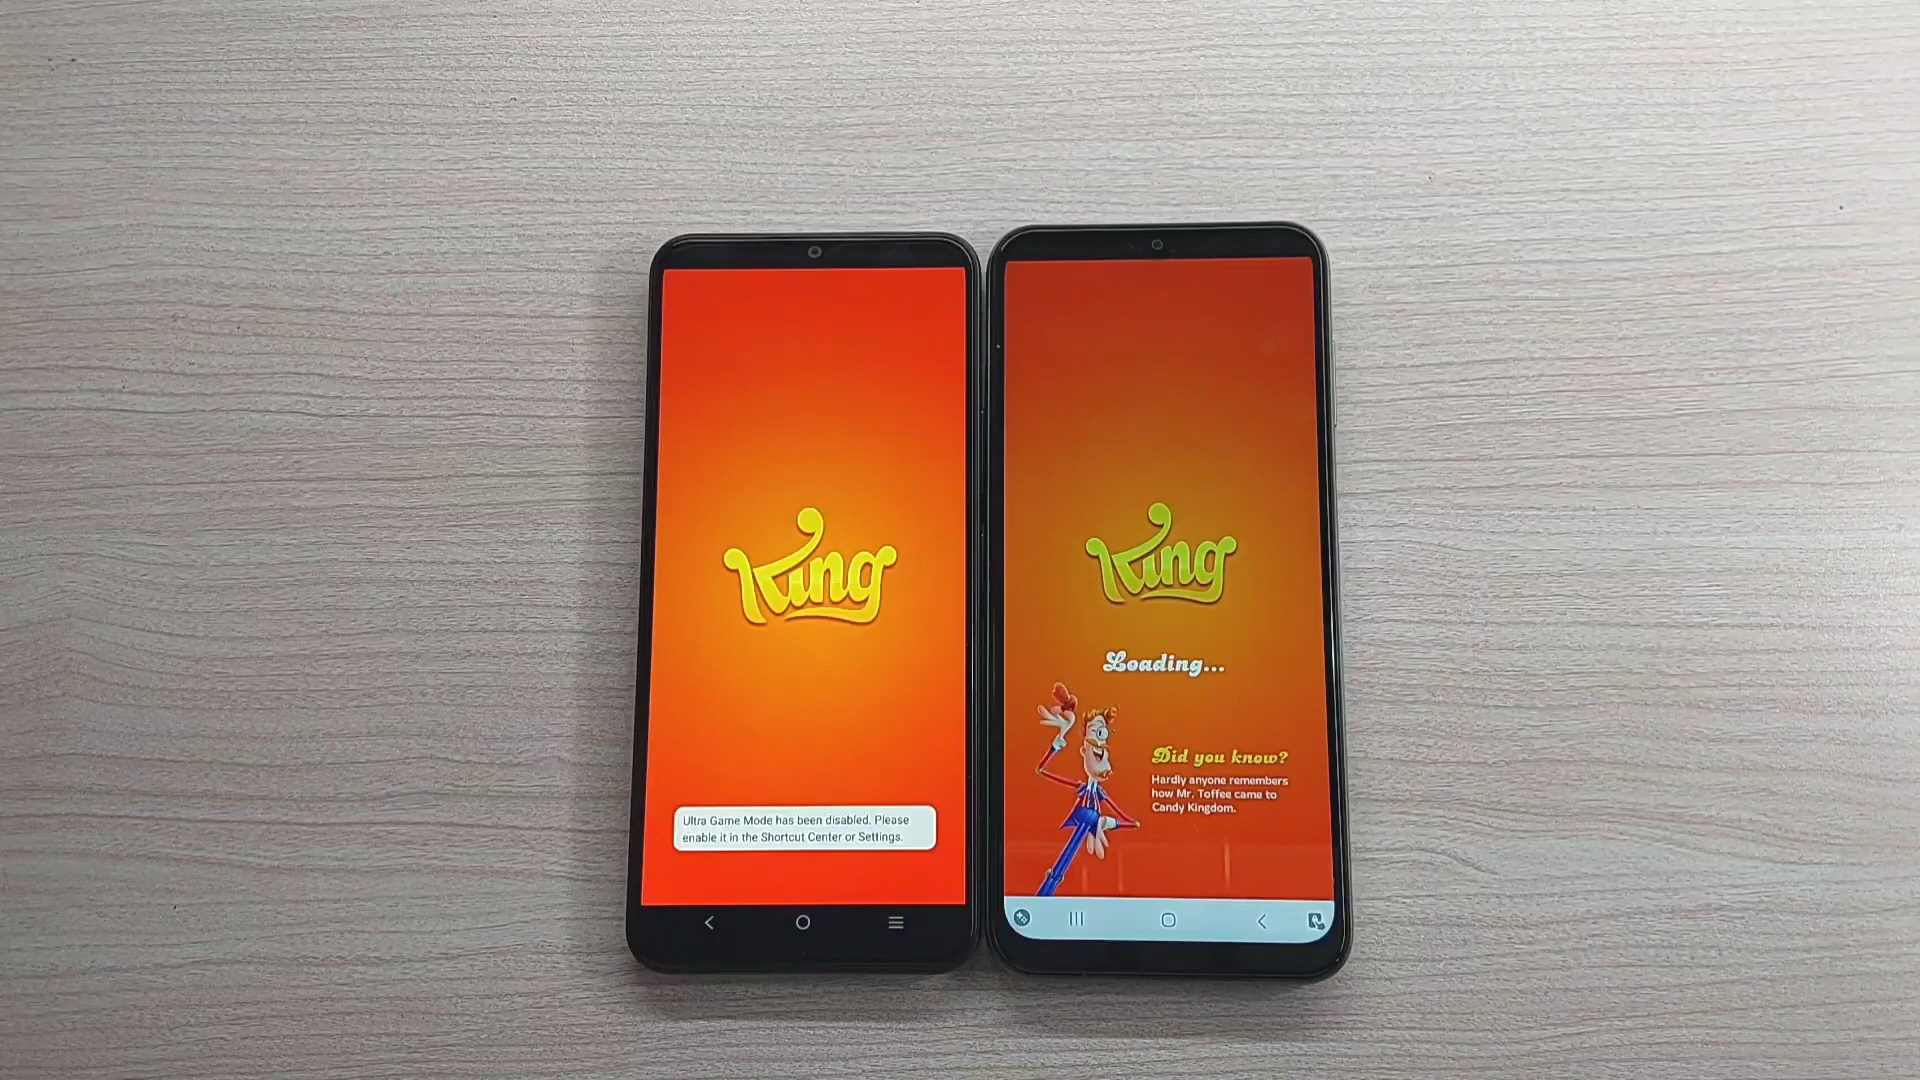 King
Ultra Game Mode has been disabled. Please
enable it in the Shortcut Center or Settings.
King
Loading...
Did you know?
Hardly anyone remembers
how Mr. Toffee came to
Candy Kingdom.